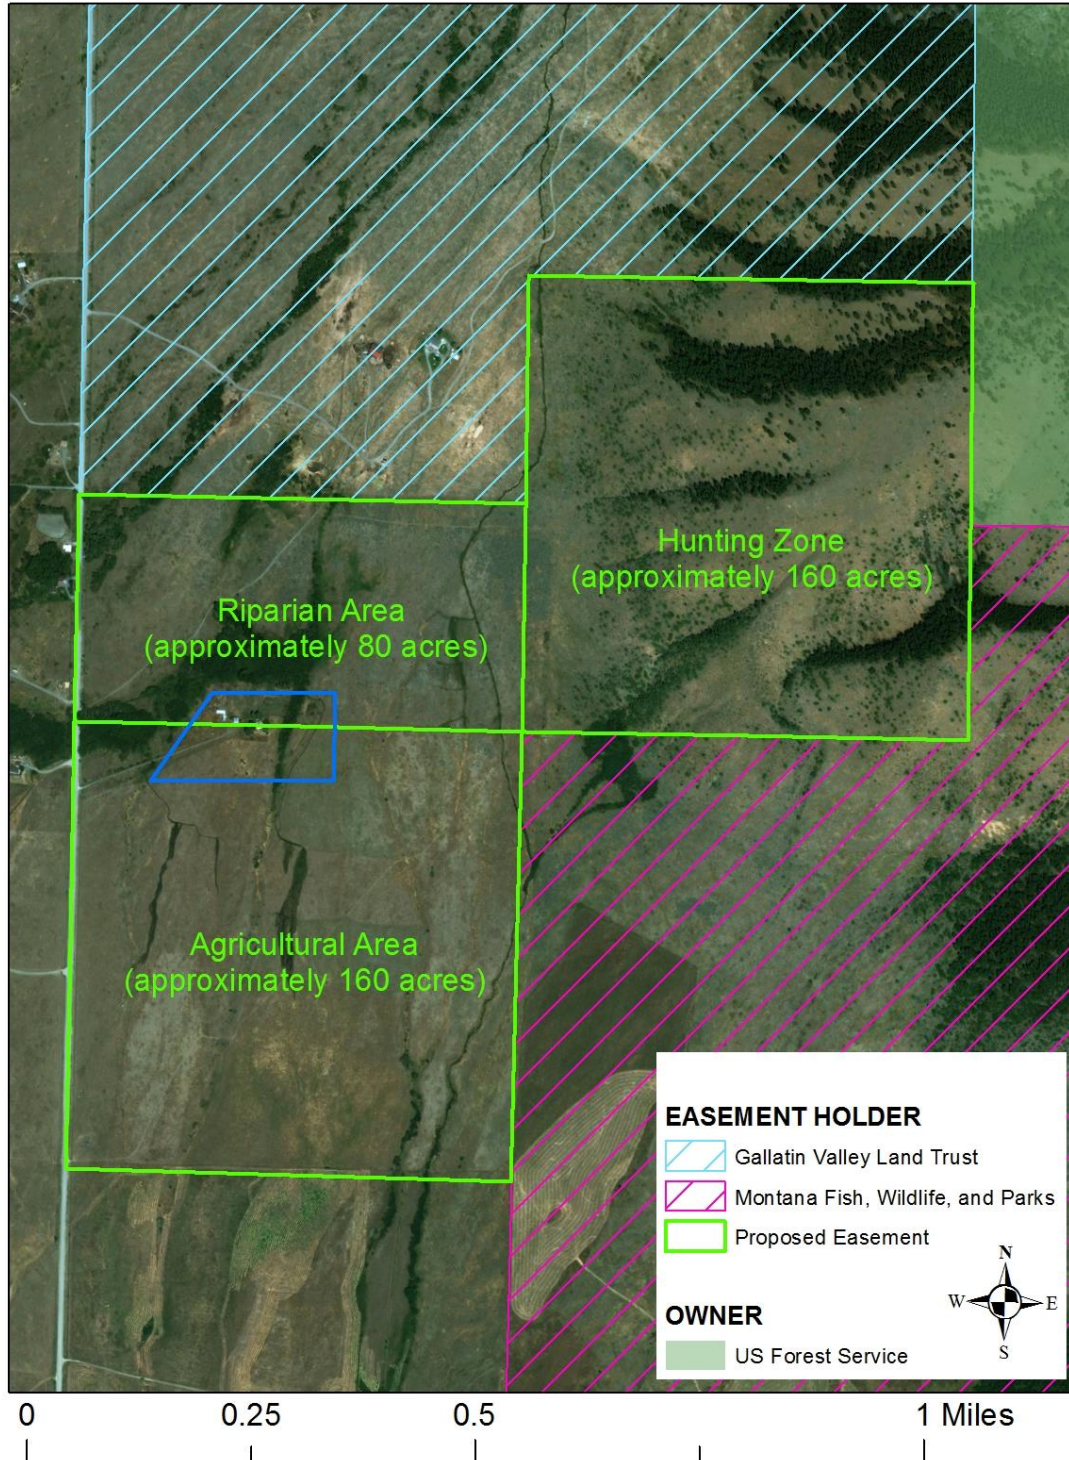 Hunting Zone
(approximately 160 acres)
Riparian Area
(approximately 80 acres)
Agricultural Area
(approximately 160 acres)
EASEMENT HOLDER
Gallatin Valley Land Trust
Montana Fish, Wildlife, and Parks
Proposed Easement
OWNER
US Forest Service
N
W E
S
0 0.25 0.5 1 Miles